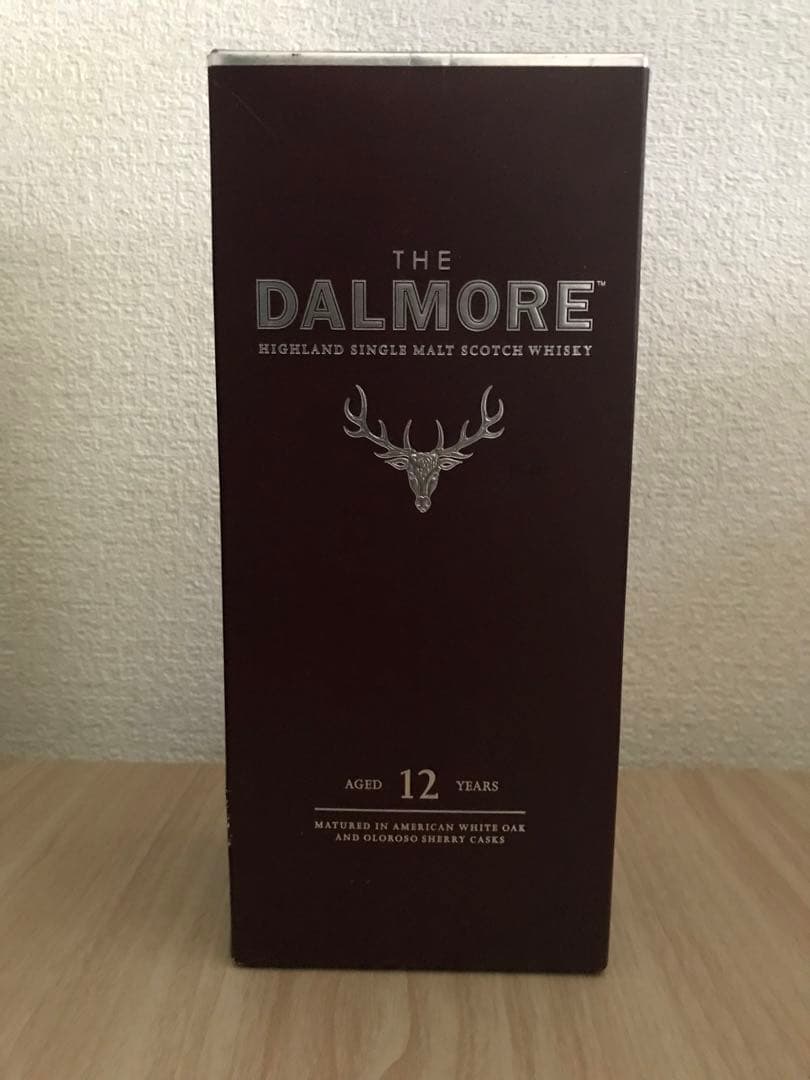 THE
DALMORE™
HIGHLAND SINGLE MALT SCOTCH WHISKY
AGED 12 YEARS
MATURED IN AMERICAN WHITE OAK
AND OLOROSO SHERRY CASKS